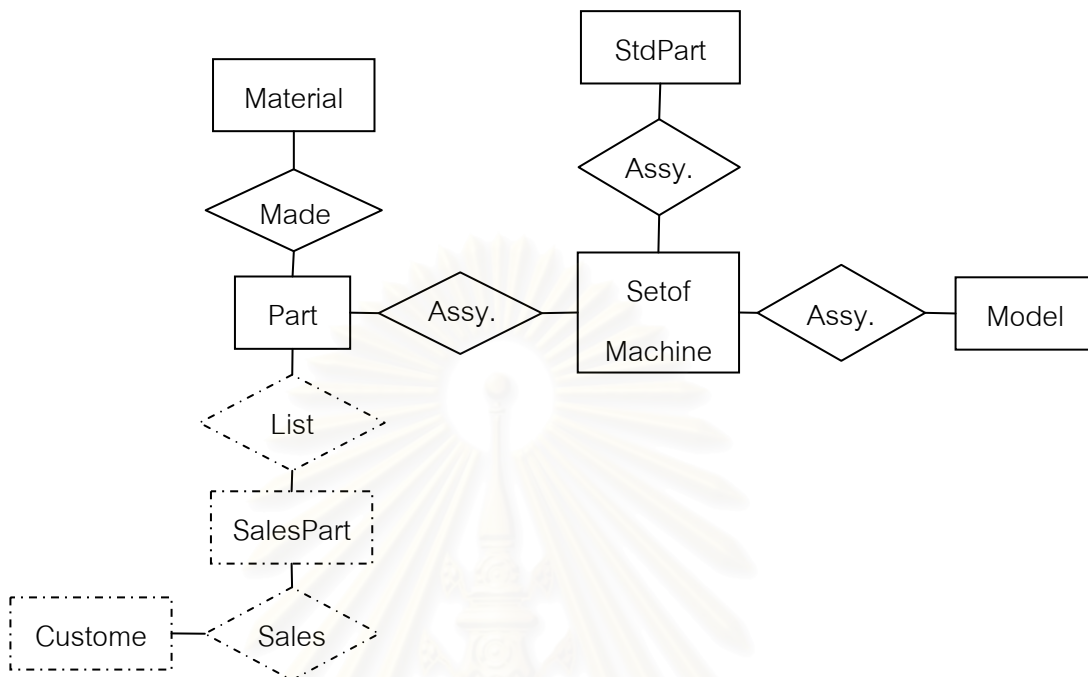 StdPart
Material
Assy.
Made
Part
Assy.
Setof
Machine
Assy.
Model
List
SalesPart
Custome
Sales